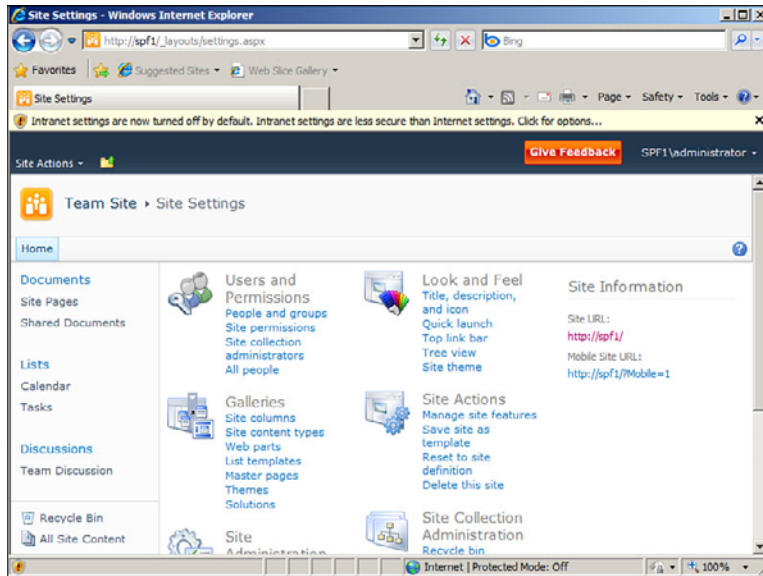 Site Settings - Windows Internet Explorer
http://spf1/_layouts/settings.aspx
Bing
Favorites
Suggested Sites
Web Slice Gallery
Site Settings
Page
Safety
Tools
Intranet settings are now turned off by default. Intranet settings are less secure than Internet settings. Click for options...
Site Actions
Give Feedback
SPF1\administrator
Team Site
Site Settings
Home
Documents
Site Pages
Shared Documents
Lists
Calendar
Tasks
Discussions
Team Discussion
Recycle Bin
All Site Content
Users and
Permissions
People and groups
Site permissions
Site collection
administrators
All people
Galleries
Site columns
Site content types
Web parts
List templates
Master pages
Themes
Solutions
Site
Administration
Look and Feel
Title, description,
and icon
Quick launch
Top link bar
Tree view
Site theme
Site Actions
Manage site features
Save site as
template
Reset to site
definition
Delete this site
Site Collection
Administration
Recycle bin
Site Information
Site URL:
http://spf1/
Mobile Site URL:
http://spf1/?Mobile=1
Internet | Protected Mode: Off
100%